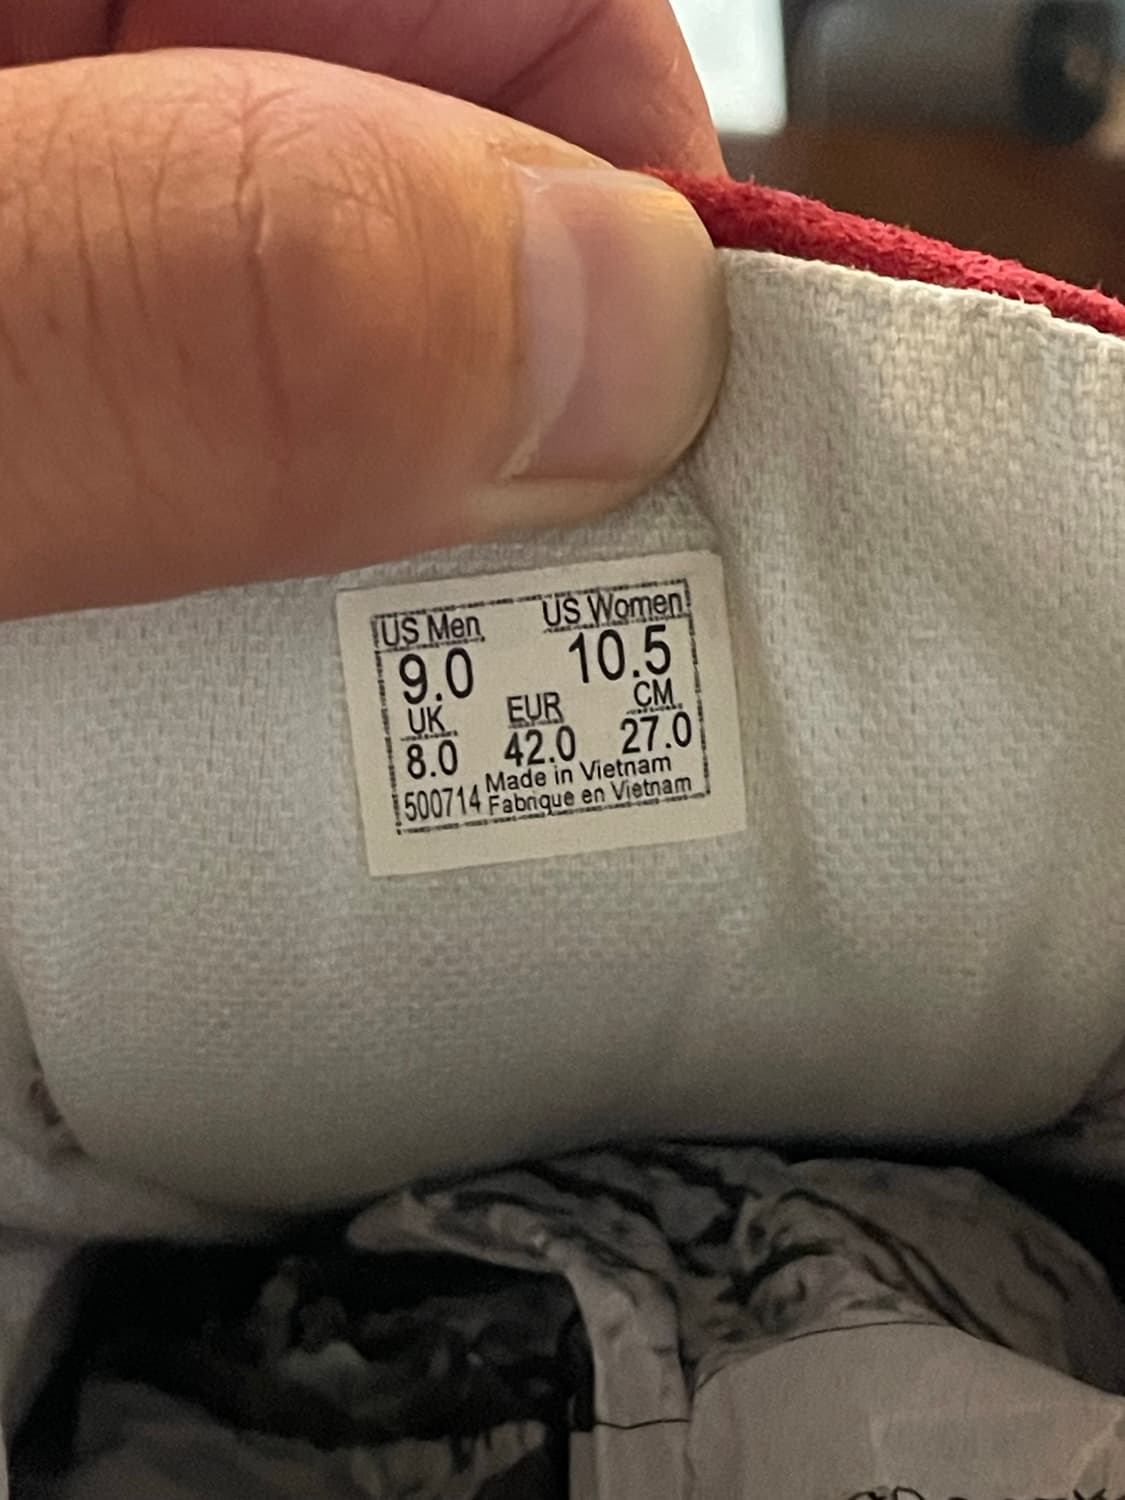 US Men US Women
9.0 10.5
UK EUR CM
8.0 42.0 27.0
Made in Vietnam
500714 Fabrique en Vietnam